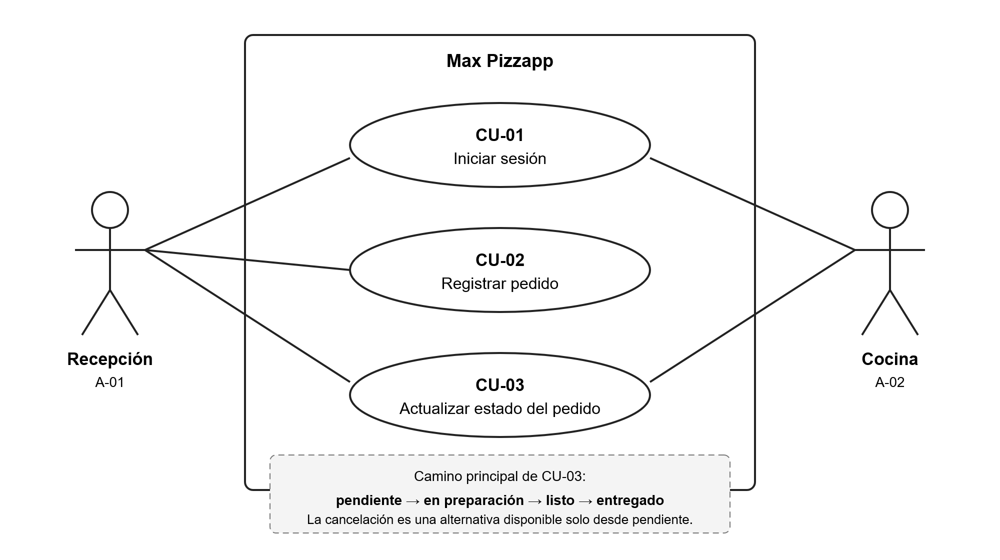 Max Pizzapp
CU-01
Iniciar sesión
CU-02
Registrar pedido
Recepción
A-01
Cocina
A-02
CU-03
Actualizar estado del pedido
Camino principal de CU-03:
pendiente → en preparación → listo → entregado
La cancelación es una alternativa disponible solo desde pendiente.